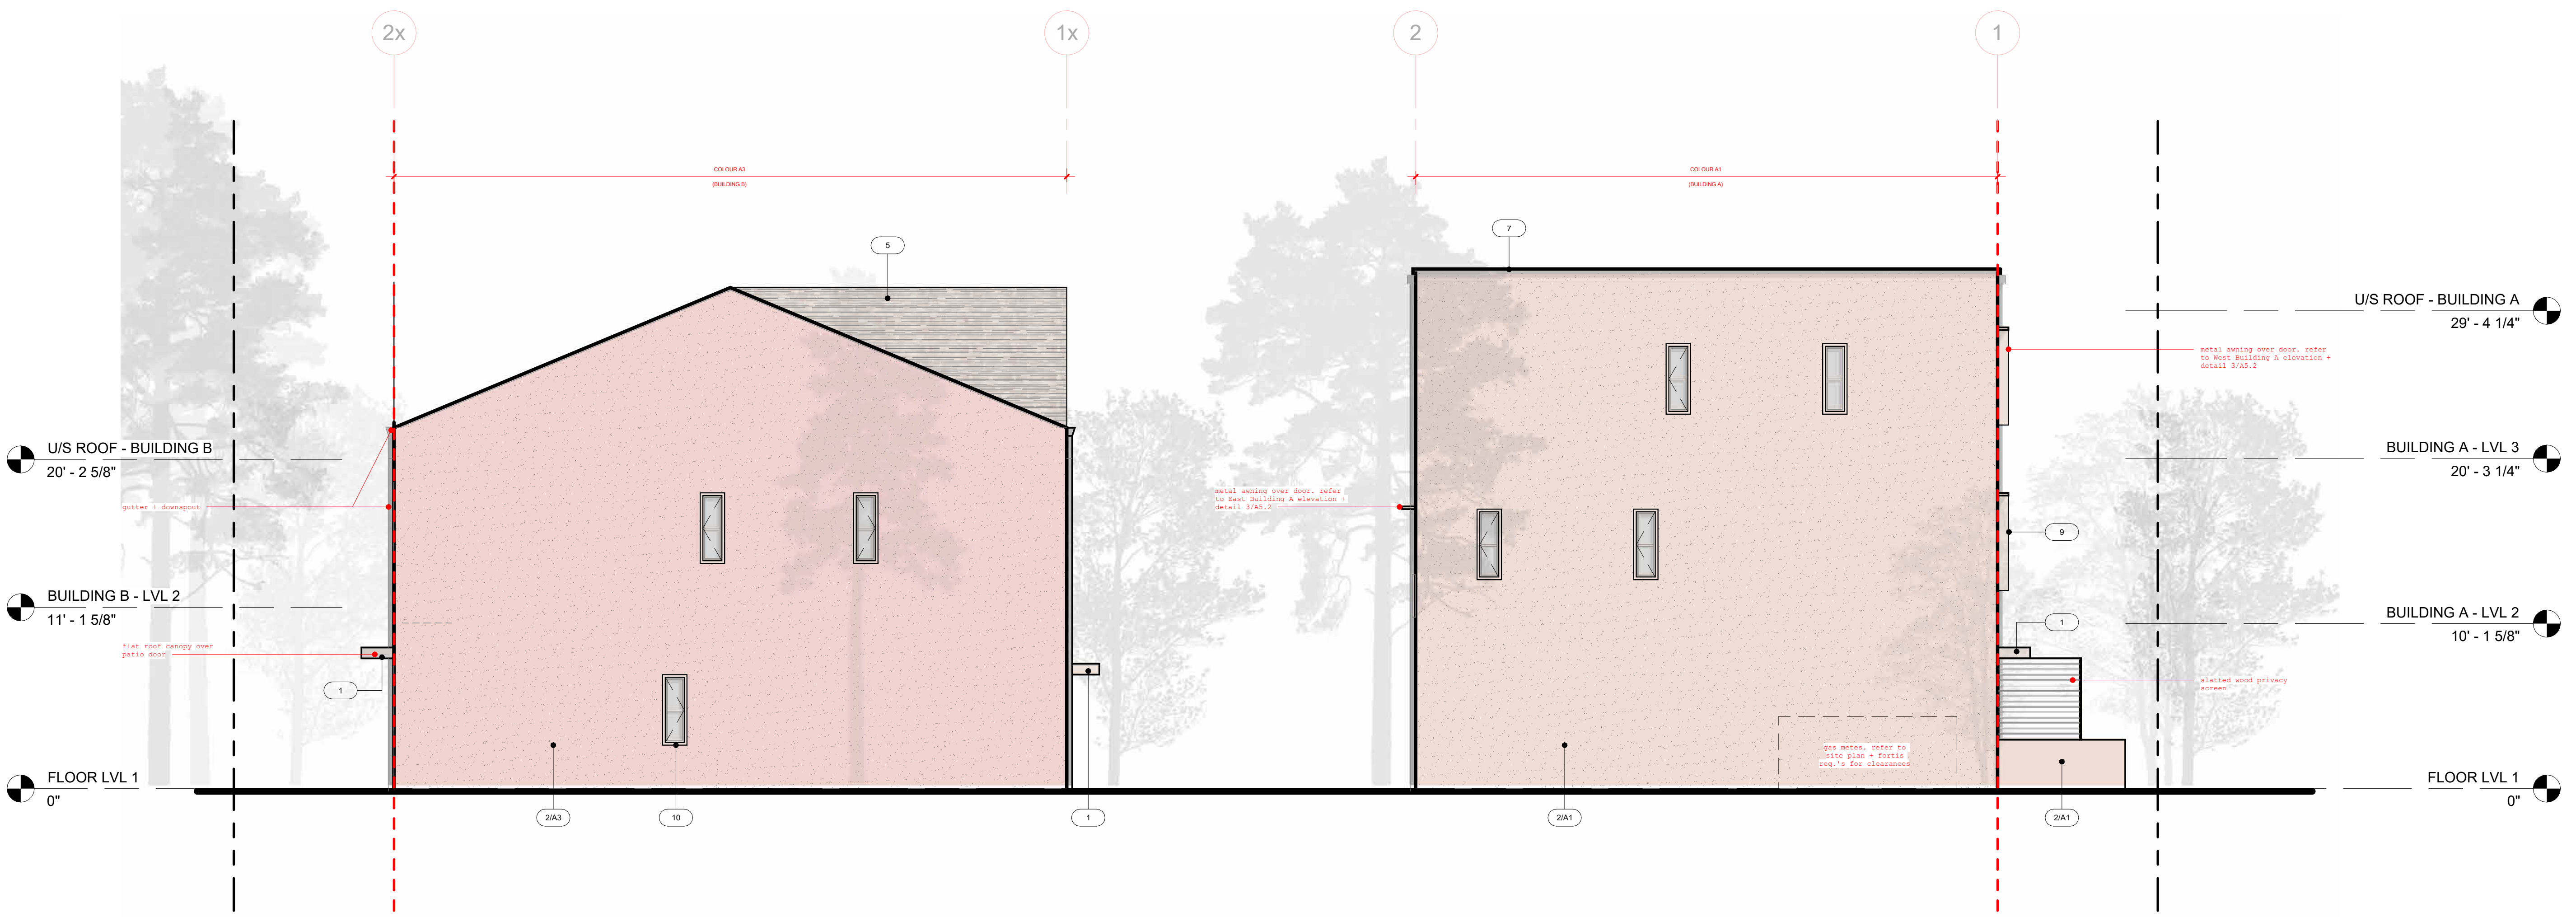 2x
1x
2
1
COLOUR A3
(BUILDING B)
COLOUR A1
(BUILDING A)
5
7
U/S ROOF - BUILDING A
29' - 4 1/4"
metal awning over door. refer
to West Building A elevation +
detail 3/A5.2
U/S ROOF - BUILDING B
20' - 2 5/8"
BUILDING A - LVL 3
20' - 3 1/4"
gutter + downspout
metal awning over door. refer
to East Building A elevation +
detail 3/A5.2
9
BUILDING B - LVL 2
11' - 1 5/8"
BUILDING A - LVL 2
10' - 1 5/8"
1
flat roof canopy over
patio door
1
slatted wood privacy
screen
gas metes. refer to
site plan + fortis
req.'s for clearances
FLOOR LVL 1
0"
FLOOR LVL 1
0"
2/A3
10
1
2/A1
2/A1